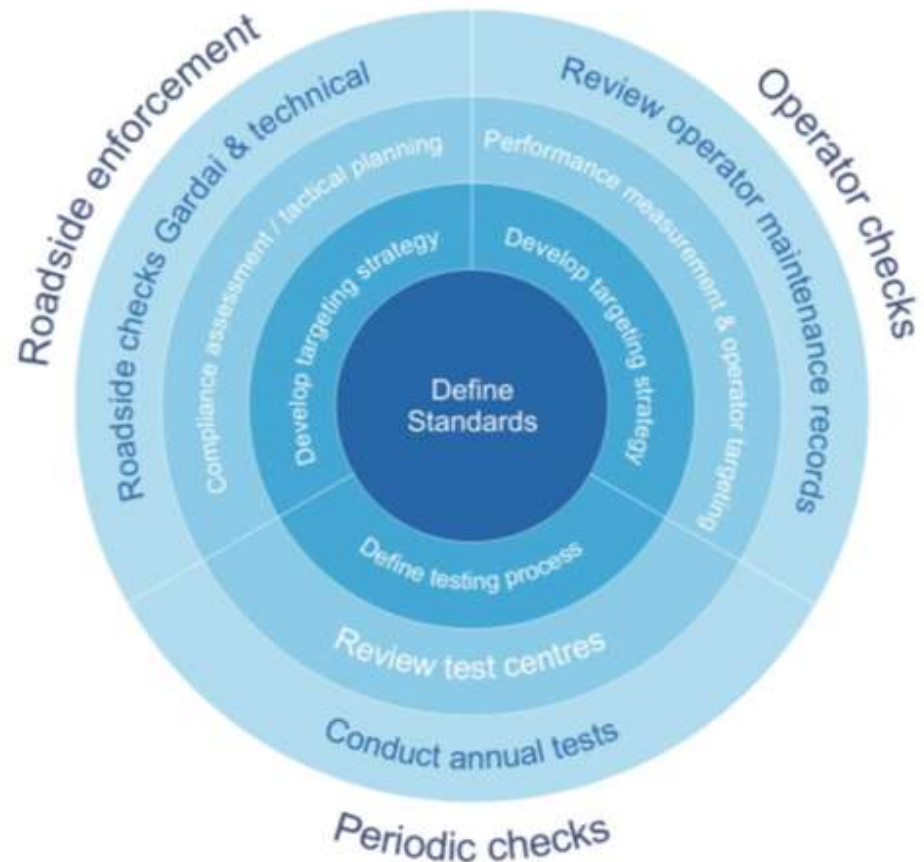 Roadside enforcement
Roadside checks Gardai & technical
Compliance assessment / tactical planning
Develop targeting strategy
Operator checks
Review operator maintenance records
Performance measurement & operator targeting
Develop targeting strategy
Define
Standards
Define testing process
Review test centres
Conduct annual tests
Periodic checks